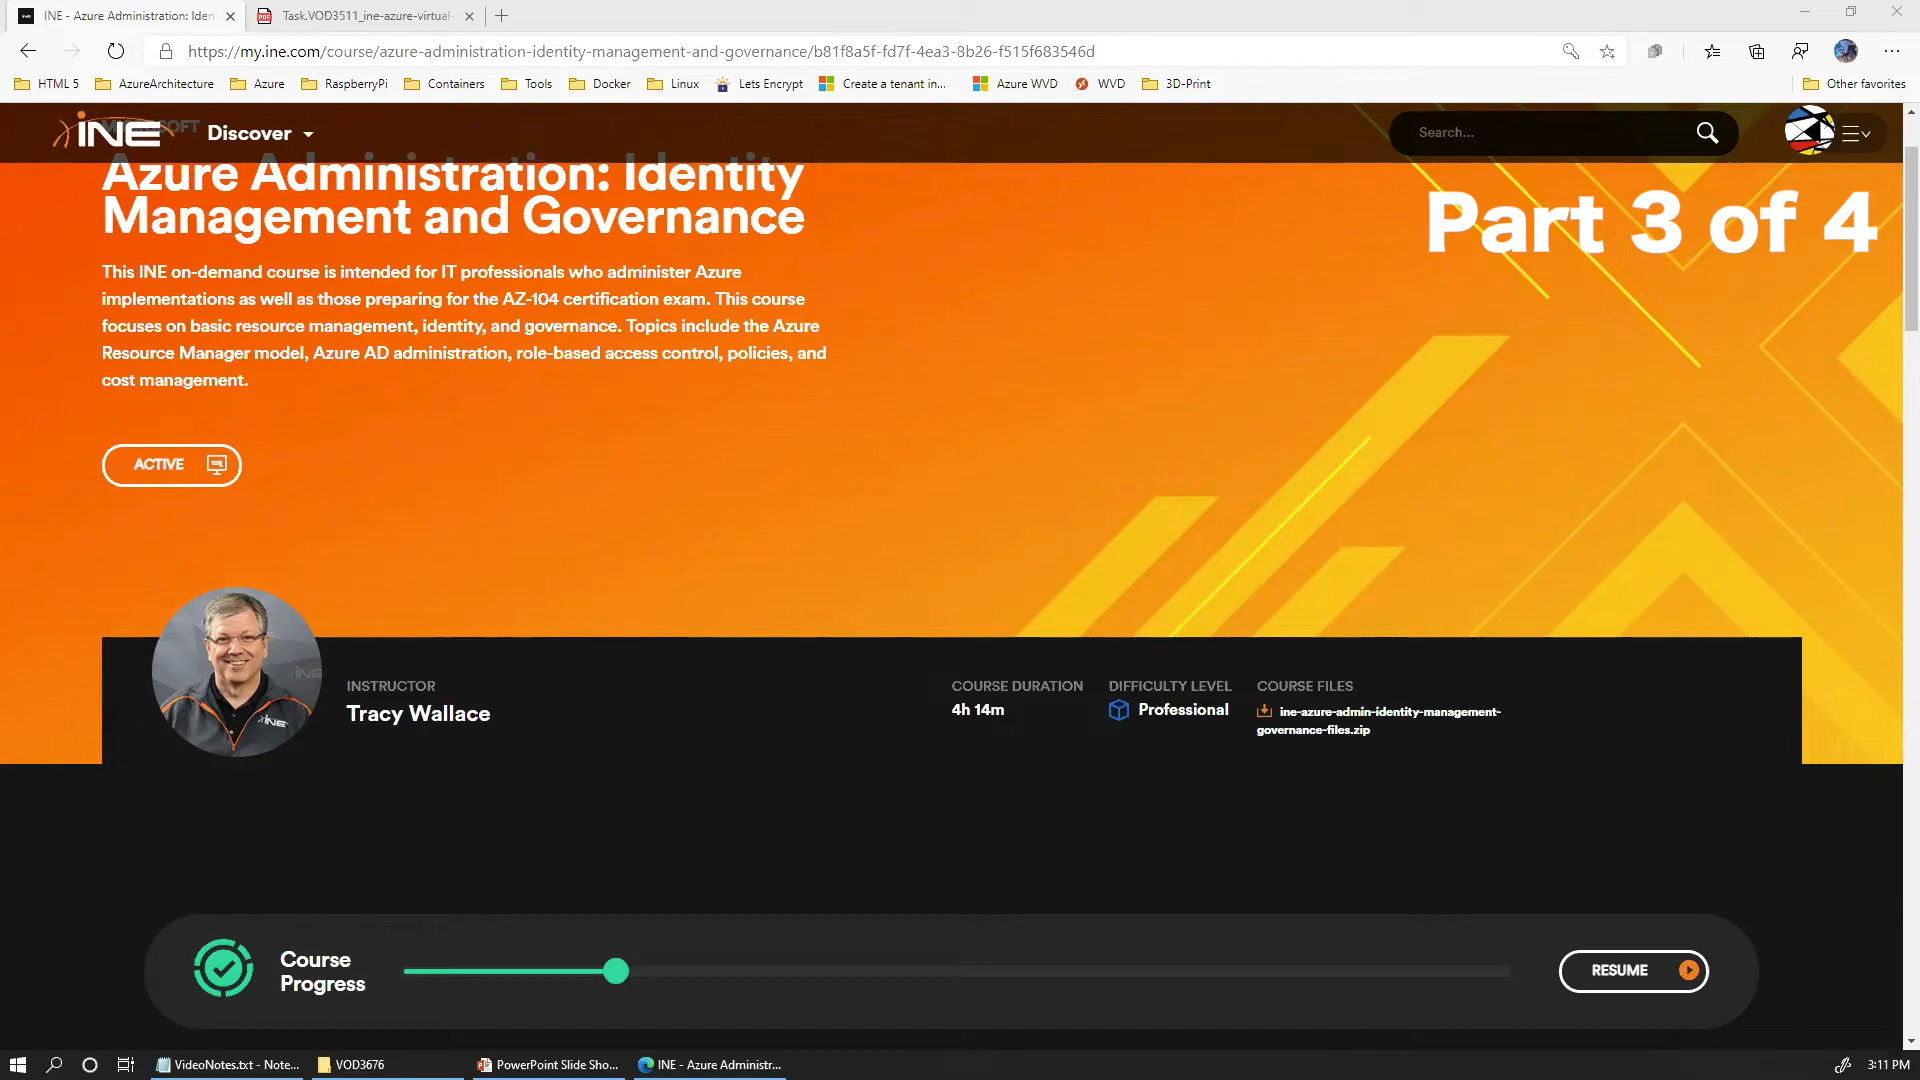 INE - Azure Administration: Iden
Task.VOD3511_ine-azure-virtual-
https://my.ine.com/course/azure-administration-identity-management-and-governance/b81f8a5f-fd7f-4ea3-8b26-f515f683546d
HTML 5
AzureArchitecture
Azure
RaspberryPi
Containers
Tools
Docker
Linux
Lets Encrypt
Create a tenant in...
Azure WVD
WVD
3D-Print
Other favorites
MICROSOFT
iNE
Discover
Search...
Azure Administration: Identity
Management and Governance
Part 3 of 4
This INE on-demand course is intended for IT professionals who administer Azure
implementations as well as those preparing for the AZ-104 certification exam. This course
focuses on basic resource management, identity, and governance. Topics include the Azure
Resource Manager model, Azure AD administration, role-based access control, policies, and
cost management.
ACTIVE
iNE
iNE
INSTRUCTOR
Tracy Wallace
COURSE DURATION
4h 14m
DIFFICULTY LEVEL
Professional
COURSE FILES
ine-azure-admin-identity-management-
governance-files.zip
Course
Progress
RESUME
VideoNotes.txt - Note...
VOD3676
PowerPoint Slide Sho...
INE - Azure Administr...
3:11 PM